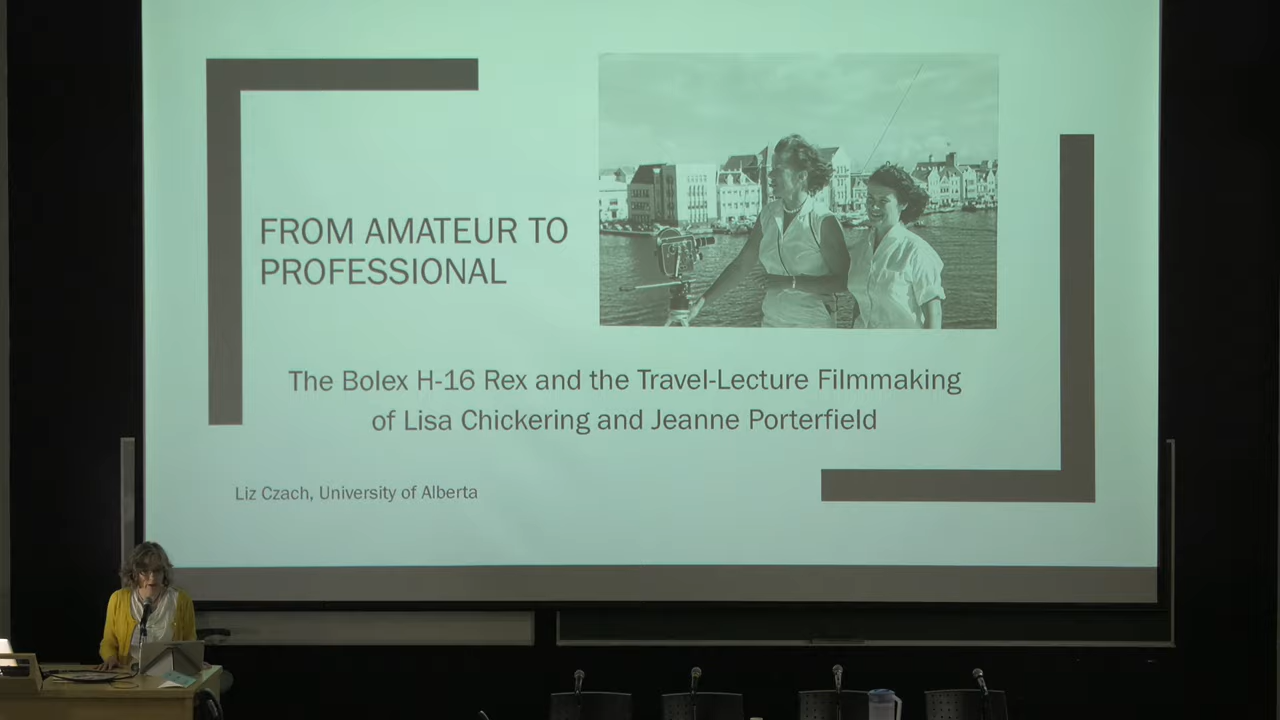 FROM AMATEUR TO
PROFESSIONAL
The Bolex H-16 Rex and the Travel-Lecture Filmmaking
of Lisa Chickering and Jeanne Porterfield
Liz Czach, University of Alberta